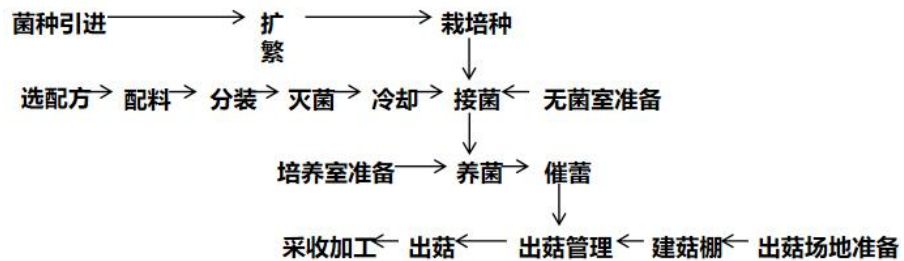 菌种引进 扩繁 栽培种
选配方 配料 分装 灭菌 冷却 接菌 无菌室准备
培养室准备 养菌 催蕾
采收加工 出菇 出菇管理 建菇棚 出菇场地准备